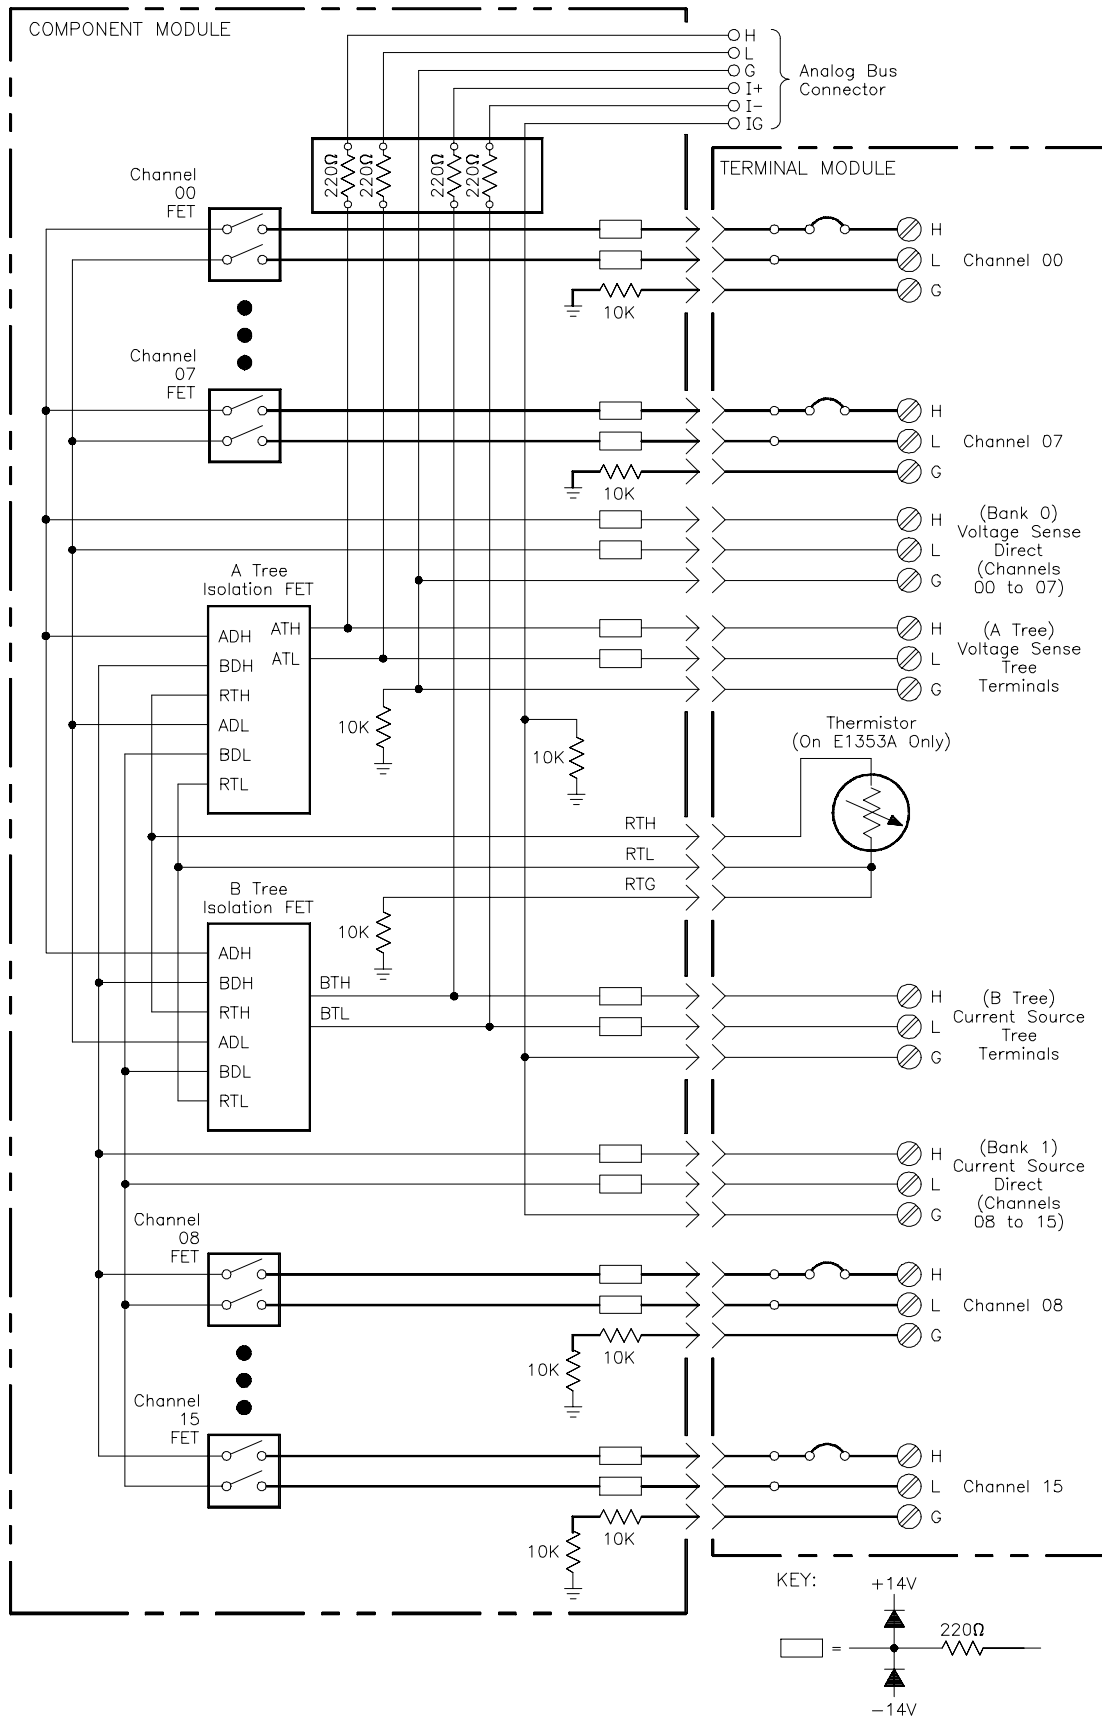 COMPONENT MODULE
H
L
G
I+
I−
IG
Analog Bus
Connector
220Ω
220Ω
220Ω
220Ω
TERMINAL MODULE
Channel
00
FET
H
L
G
Channel 00
10K
Channel
07
FET
H
L
G
Channel 07
10K
H
L
G
(Bank 0)
Voltage Sense
Direct
(Channels
00 to 07)
A Tree
Isolation FET
ADH
BDH
RTH
ADL
BDL
RTL
ATH
ATL
H
L
G
(A Tree)
Voltage Sense
Tree
Terminals
10K
10K
Thermistor
(On E1353A Only)
RTH
RTL
RTG
10K
B Tree
Isolation FET
ADH
BDH
RTH
ADL
BDL
RTL
BTH
BTL
H
L
G
(B Tree)
Current Source
Tree
Terminals
H
L
G
(Bank 1)
Current Source
Direct
(Channels
08 to 15)
Channel
08
FET
H
L
G
Channel 08
10K
10K
Channel
15
FET
H
L
G
Channel 15
10K
10K
KEY:
=
+14V
220Ω
−14V